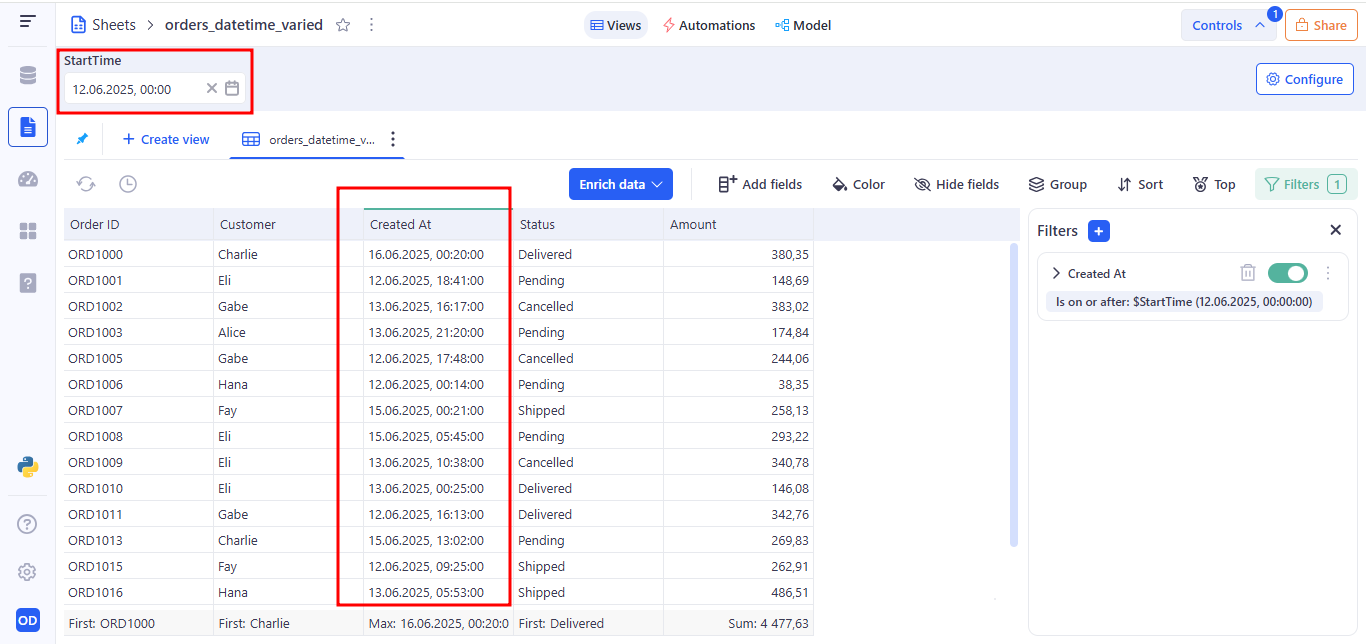 Sheets > orders_datetime_varied Views Automations Model Controls 1 Share
StartTime
12.06.2025, 00:00 Configure
+ Create view orders_datetime_v...
Enrich data Add fields Color Hide fields Group Sort Top Filters 1
Order ID Customer Created At Status Amount
ORD1000 Charlie 16.06.2025, 00:20:00 Delivered 380,35
ORD1001 Eli 12.06.2025, 18:41:00 Pending 148,69
ORD1002 Gabe 13.06.2025, 16:17:00 Cancelled 383,02
ORD1003 Alice 13.06.2025, 21:20:00 Pending 174,84
ORD1005 Gabe 12.06.2025, 17:48:00 Cancelled 244,06
ORD1006 Hana 12.06.2025, 00:14:00 Pending 38,35
ORD1007 Fay 15.06.2025, 00:21:00 Shipped 258,13
ORD1008 Eli 15.06.2025, 05:45:00 Pending 293,22
ORD1009 Eli 13.06.2025, 10:38:00 Cancelled 340,78
ORD1010 Eli 13.06.2025, 00:25:00 Delivered 146,08
ORD1011 Gabe 12.06.2025, 16:13:00 Delivered 342,76
ORD1013 Charlie 15.06.2025, 13:02:00 Pending 269,83
ORD1015 Fay 12.06.2025, 09:25:00 Shipped 262,91
ORD1016 Hana 13.06.2025, 05:53:00 Shipped 486,51
First: ORD1000 First: Charlie Max: 16.06.2025, 00:20:0 First: Delivered Sum: 4 477,63
Filters +
Created At
Is on or after: $StartTime (12.06.2025, 00:00:00)
?
?
OD